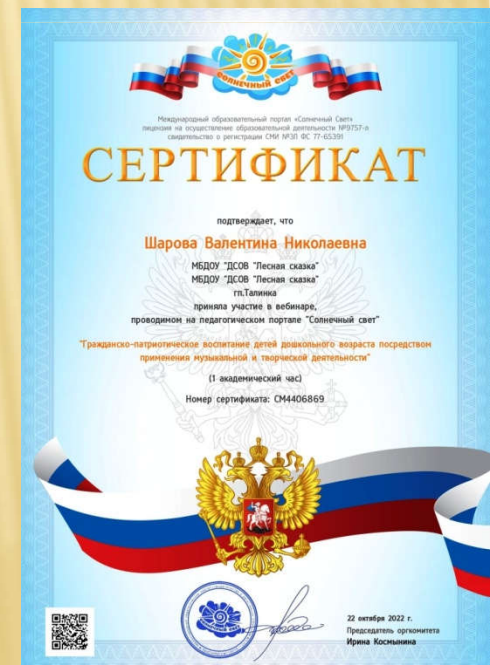 СОЛНЕЧНЫЙ СВЕТ
Международный образовательный портал «Солнечный Свет»
лицензия на осуществление образовательной деятельности №9757-л
свидетельство о регистрации СМИ №ЭЛ ФС 77-65391
СЕРТИФИКАТ
подтверждает, что
Шарова Валентина Николаевна
МБДОУ "ДСОВ "Лесная сказка"
МБДОУ "ДСОВ "Лесная сказка"
гп.Талинка
приняла участие в вебинаре,
проводимом на педагогическом портале "Солнечный свет"
"Гражданско-патриотическое воспитание детей дошкольного возраста посредством
применения музыкальной и творческой деятельности"
(1 академический час)
Номер сертификата: СМ4406869
22 октября 2022 г.
Председатель оргкомитета
Ирина Космынина